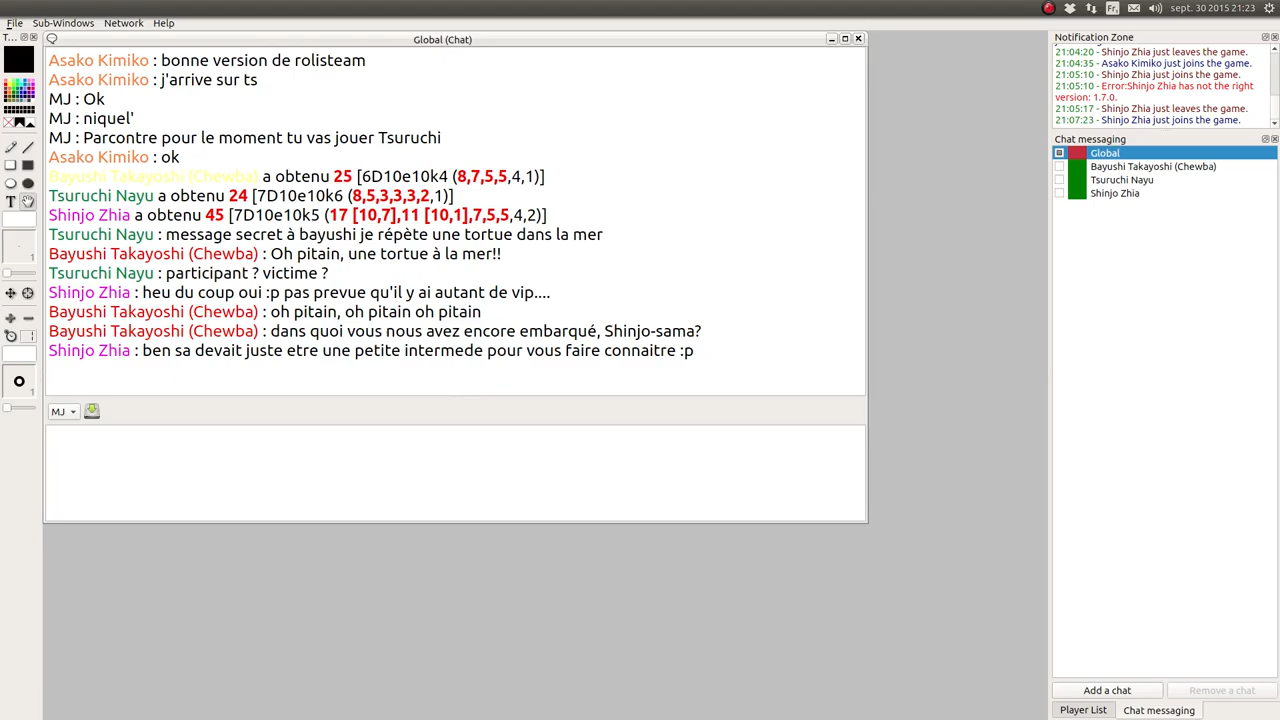 Fr
sept. 30 2015 21:23
File Sub-Windows Network Help
T...
Global (Chat)
Asako Kimiko : bonne version de rolisteam
Asako Kimiko : j'arrive sur ts
MJ : Ok
MJ : niquel'
MJ : Parcontre pour le moment tu vas jouer Tsuruchi
Asako Kimiko : ok
Bayushi Takayoshi (Chewba) a obtenu 25 [6D10e10k4 (8,7,5,5,4,1)]
Tsuruchi Nayu a obtenu 24 [7D10e10k6 (8,5,3,3,3,2,1)]
Shinjo Zhia a obtenu 45 [7D10e10k5 (17 [10,7],11 [10,1],7,5,5,4,2)]
Tsuruchi Nayu : message secret à bayushi je répète une tortue dans la mer
Bayushi Takayoshi (Chewba) : Oh pitain, une tortue à la mer!!
Tsuruchi Nayu : participant ? victime ?
Shinjo Zhia : heu du coup oui :p pas prevue qu'il y ai autant de vip....
Bayushi Takayoshi (Chewba) : oh pitain, oh pitain oh pitain
Bayushi Takayoshi (Chewba) : dans quoi vous nous avez encore embarqué, Shinjo-sama?
Shinjo Zhia : ben sa devait juste etre une petite intermede pour vous faire connaitre :p
MJ
T
1
1
Notification Zone
21:04:20 - Shinjo Zhia just leaves the game.
21:04:35 - Asako Kimiko just joins the game.
21:05:10 - Shinjo Zhia just joins the game.
21:05:10 - Error:Shinjo Zhia has not the right
version: 1.7.0.
21:05:17 - Shinjo Zhia just leaves the game.
21:07:23 - Shinjo Zhia just joins the game.
Chat messaging
Global
Bayushi Takayoshi (Chewba)
Tsuruchi Nayu
Shinjo Zhia
Add a chat
Remove a chat
Player List
Chat messaging